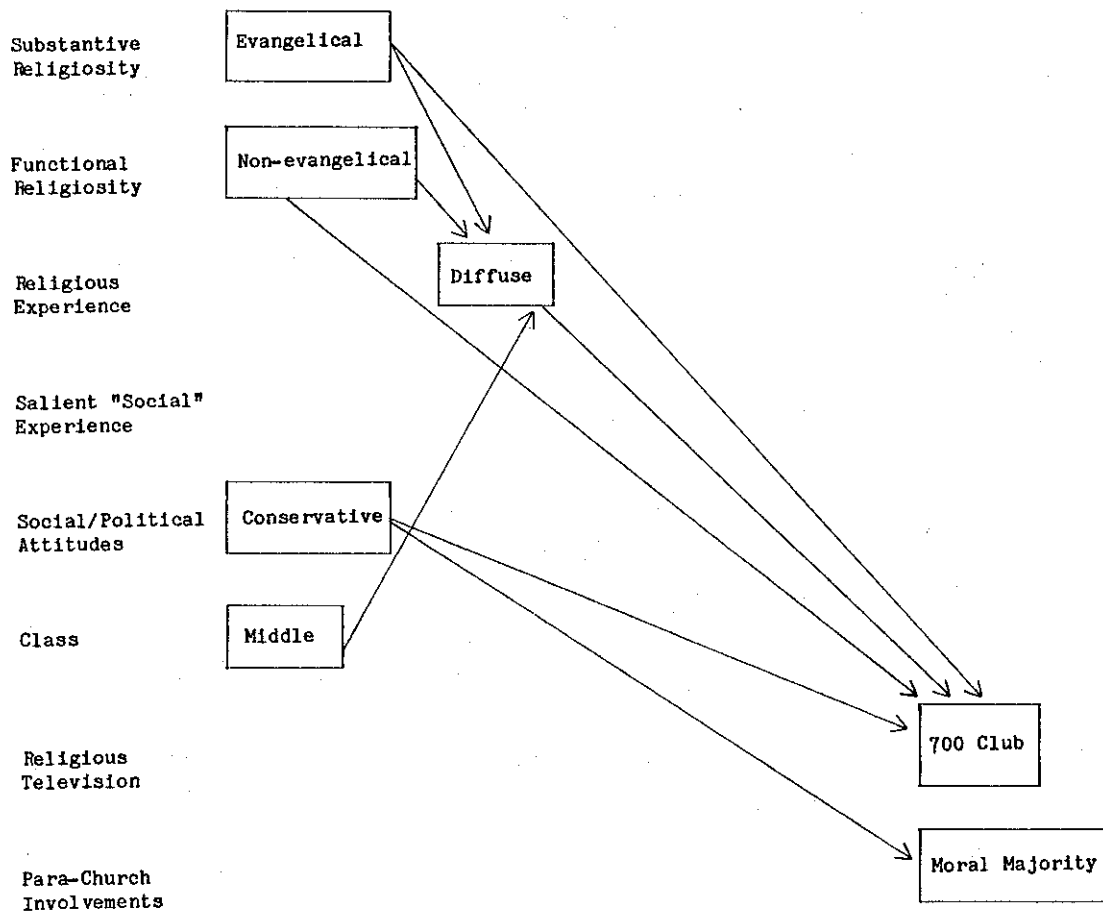 Substantive
Religiosity
Evangelical
Functional
Religiosity
Non-evangelical
Religious
Experience
Diffuse
Salient "Social"
Experience
Social/Political
Attitudes
Conservative
Class
Middle
Religious
Television
700 Club
Para-Church
Involvements
Moral Majority